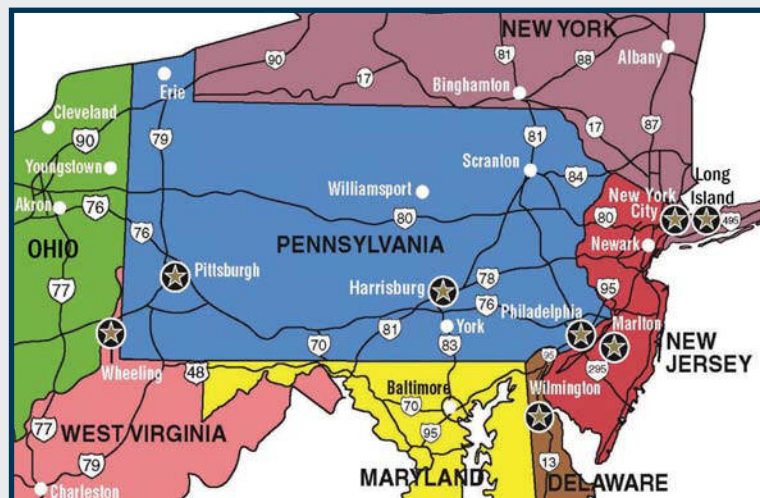 NEW YORK
Albany
81
90
88
17
Binghamton
Erie
Cleveland
79
90
81
17
87
Youngstown
Scranton
84
Long
Island
Williamsport
New York
City
Akron
76
80
80
495
76
PENNSYLVANIA
Newark
OHIO
Pittsburgh
78
Harrisburg
77
76
95
Philadelphia
Marlton
81
York
70
83
NEW
JERSEY
95
295
Wheeling
48
Baltimore
Wilmington
70
77
WEST VIRGINIA
95
79
13
MARYLAND
DELAWARE
Charleston